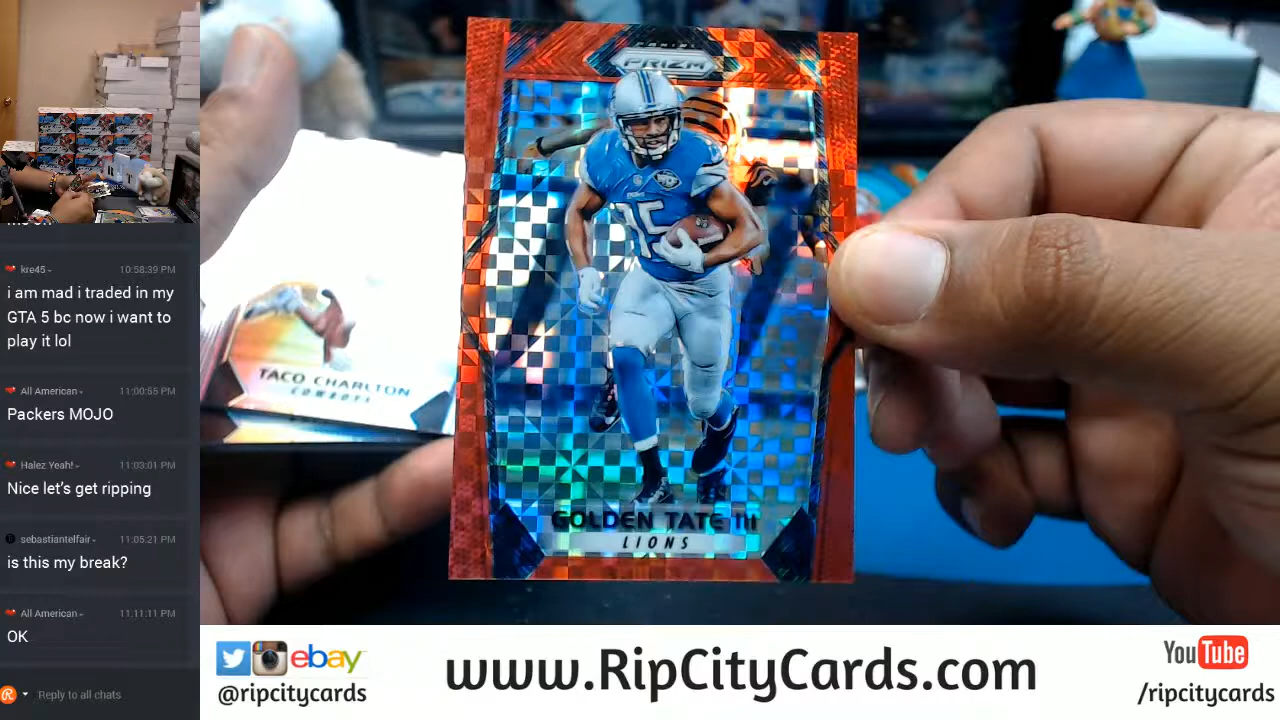 kre45
10:58:39 PM
i am mad i traded in my
GTA 5 bc now i want to
play it lol
All American
11:00:55 PM
Packers MOJO
Halez Yeah!
11:03:01 PM
Nice let's get ripping
sebastiantelfair
11:05:21 PM
is this my break?
All American
11:11:11 PM
OK
Reply to all chats
PANINI
PRIZM
15
GOLDEN TATE III
LIONS
TACO CHARLTON
COWBOYS
ebay
@ripcitycards
www.RipCityCards.com
YouTube
/ripcitycards